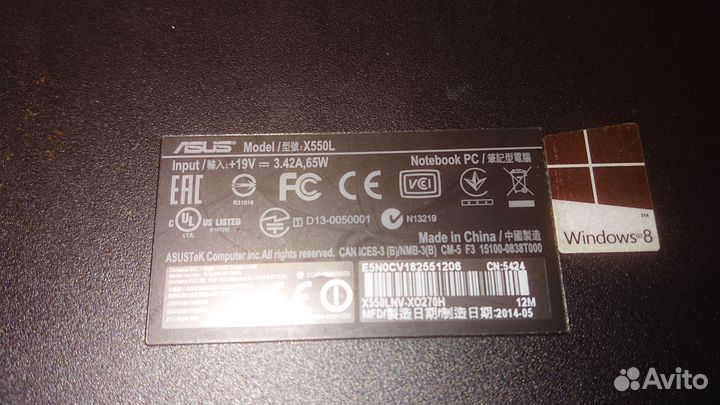 ASUS Model / 型號: X550L
Input / 輸入: +19V ⎓ 3.42A, 65W Notebook PC / 筆記型電腦
EAC FC CE VCI
R31818
c UL US LISTED D13-0050001 N13219
Made in China / 中國製造
ASUSTeK Computer inc. All rights reserved. CAN ICES-3 (B)/NMB-3(B) CM-5 F3 15100-0838T000
E5N0CV182551206 CN:5424
X550LNV-XO270H 12M
MFD/製造日期/制造日期: 2014-05
Windows®8
TM
Avito